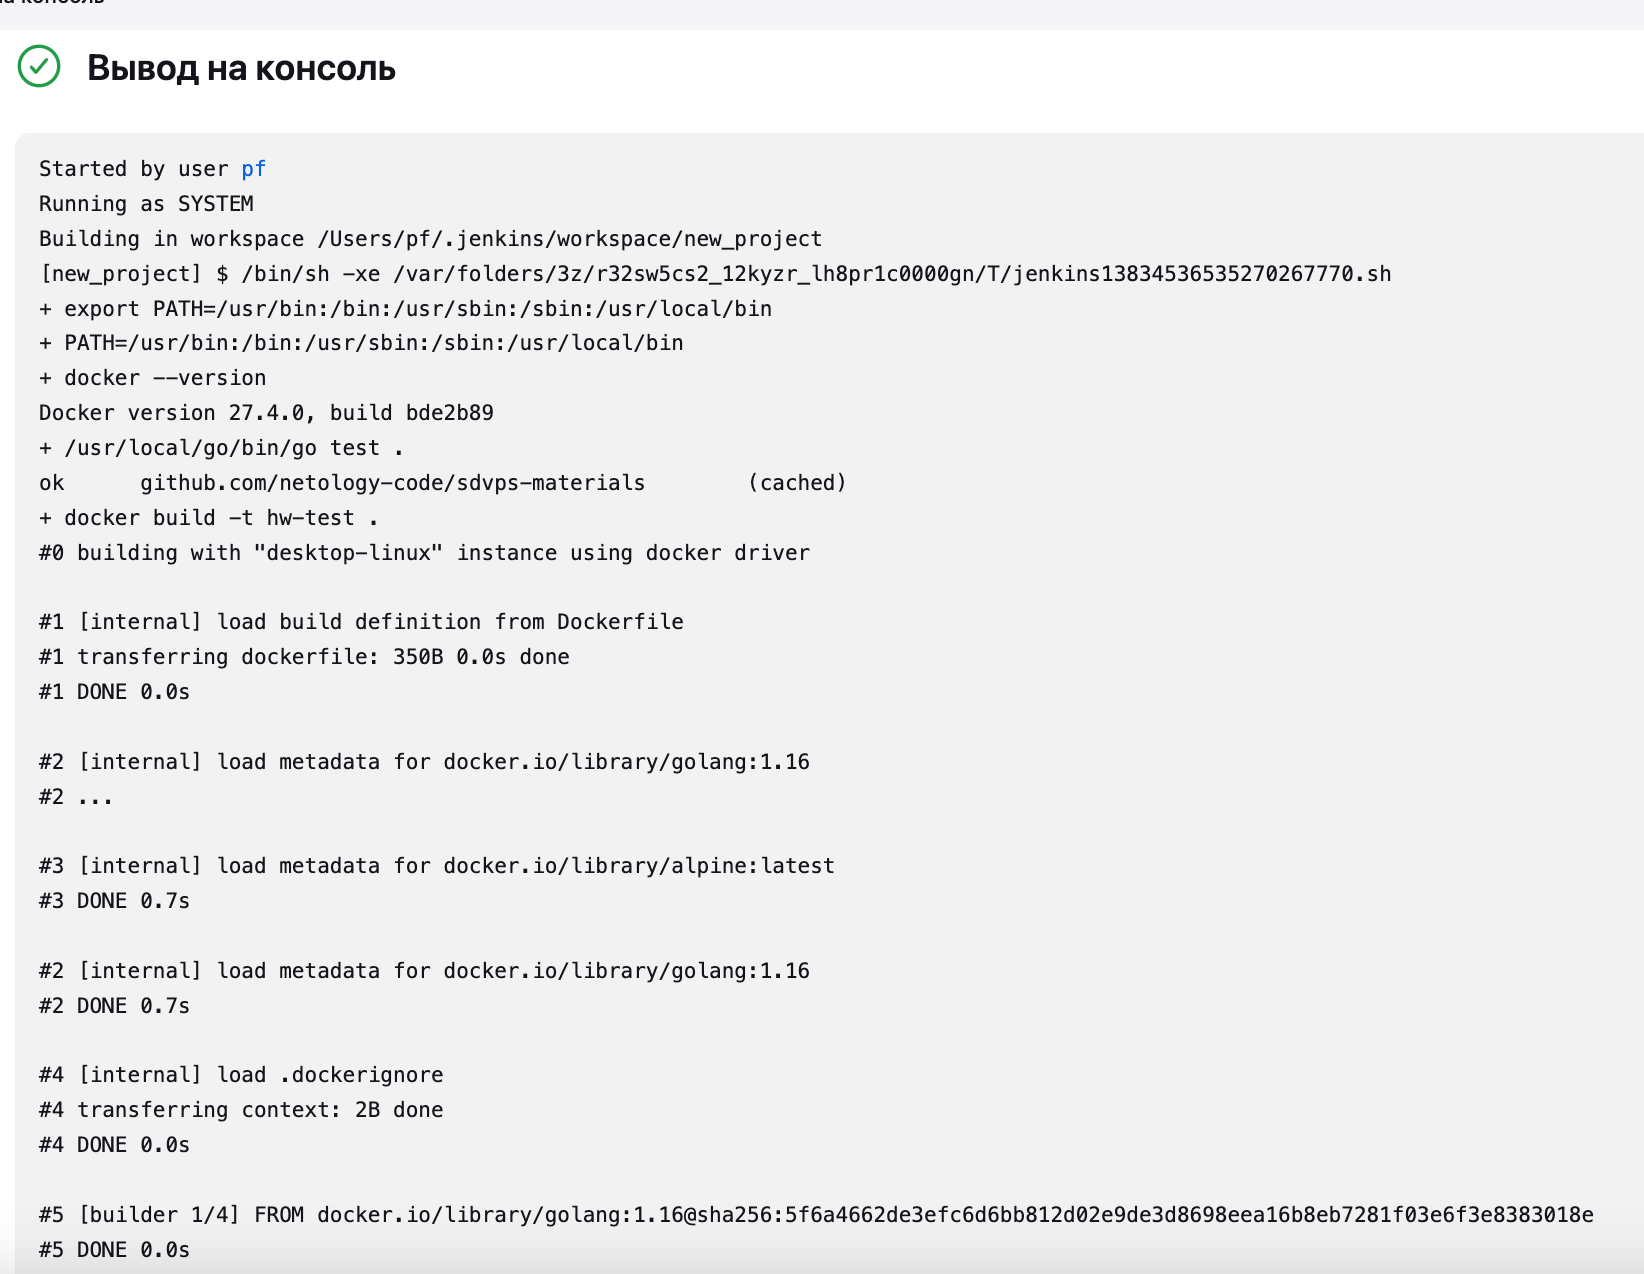 на консоль
Вывод на консоль
Started by user pf
Running as SYSTEM
Building in workspace /Users/pf/.jenkins/workspace/new_project
[new_project] $ /bin/sh -xe /var/folders/3z/r32sw5cs2_12kyzr_lh8pr1c0000gn/T/jenkins13834536535270267770.sh
+ export PATH=/usr/bin:/bin:/usr/sbin:/sbin:/usr/local/bin
+ PATH=/usr/bin:/bin:/usr/sbin:/sbin:/usr/local/bin
+ docker --version
Docker version 27.4.0, build bde2b89
+ /usr/local/go/bin/go test .
ok      github.com/netology-code/sdvps-materials        (cached)
+ docker build -t hw-test .
#0 building with "desktop-linux" instance using docker driver
#1 [internal] load build definition from Dockerfile
#1 transferring dockerfile: 350B 0.0s done
#1 DONE 0.0s
#2 [internal] load metadata for docker.io/library/golang:1.16
#2 ...
#3 [internal] load metadata for docker.io/library/alpine:latest
#3 DONE 0.7s
#2 [internal] load metadata for docker.io/library/golang:1.16
#2 DONE 0.7s
#4 [internal] load .dockerignore
#4 transferring context: 2B done
#4 DONE 0.0s
#5 [builder 1/4] FROM docker.io/library/golang:1.16@sha256:5f6a4662de3efc6d6bb812d02e9de3d8698eea16b8eb7281f03e6f3e8383018e
#5 DONE 0.0s